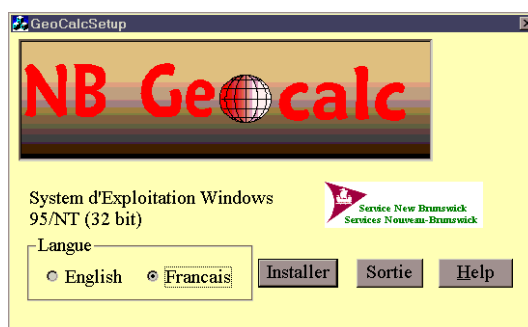 GeoCalcSetup
NB Geocalc
System d'Exploitation Windows
95/NT (32 bit)
Service New Brunswick
Services Nouveau-Brunswick
Langue
English
Francais
Installer
Sortie
Help